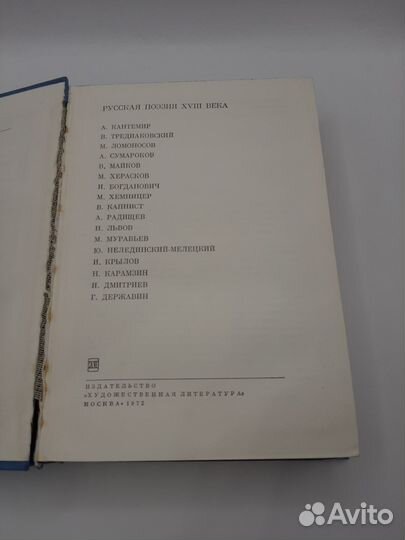 РУССКАЯ ПОЭЗИЯ XVIII ВЕКА
А. КАНТЕМИР
В. ТРЕДИАКОВСКИЙ
М. ЛОМОНОСОВ
А. СУМАРОКОВ
В. МАЙКОВ
М. ХЕРАСКОВ
И. БОГДАНОВИЧ
М. ХЕМНИЦЕР
В. КАПНИСТ
А. РАДИЩЕВ
Н. ЛЬВОВ
М. МУРАВЬЕВ
Ю. НЕЛЕДИНСКИЙ-МЕЛЕЦКИЙ
И. КРЫЛОВ
Н. КАРАМЗИН
И. ДМИТРИЕВ
Г. ДЕРЖАВИН
ИЗДАТЕЛЬСТВО
«ХУДОЖЕСТВЕННАЯ ЛИТЕРАТУРА»
МОСКВА · 1972
Avito